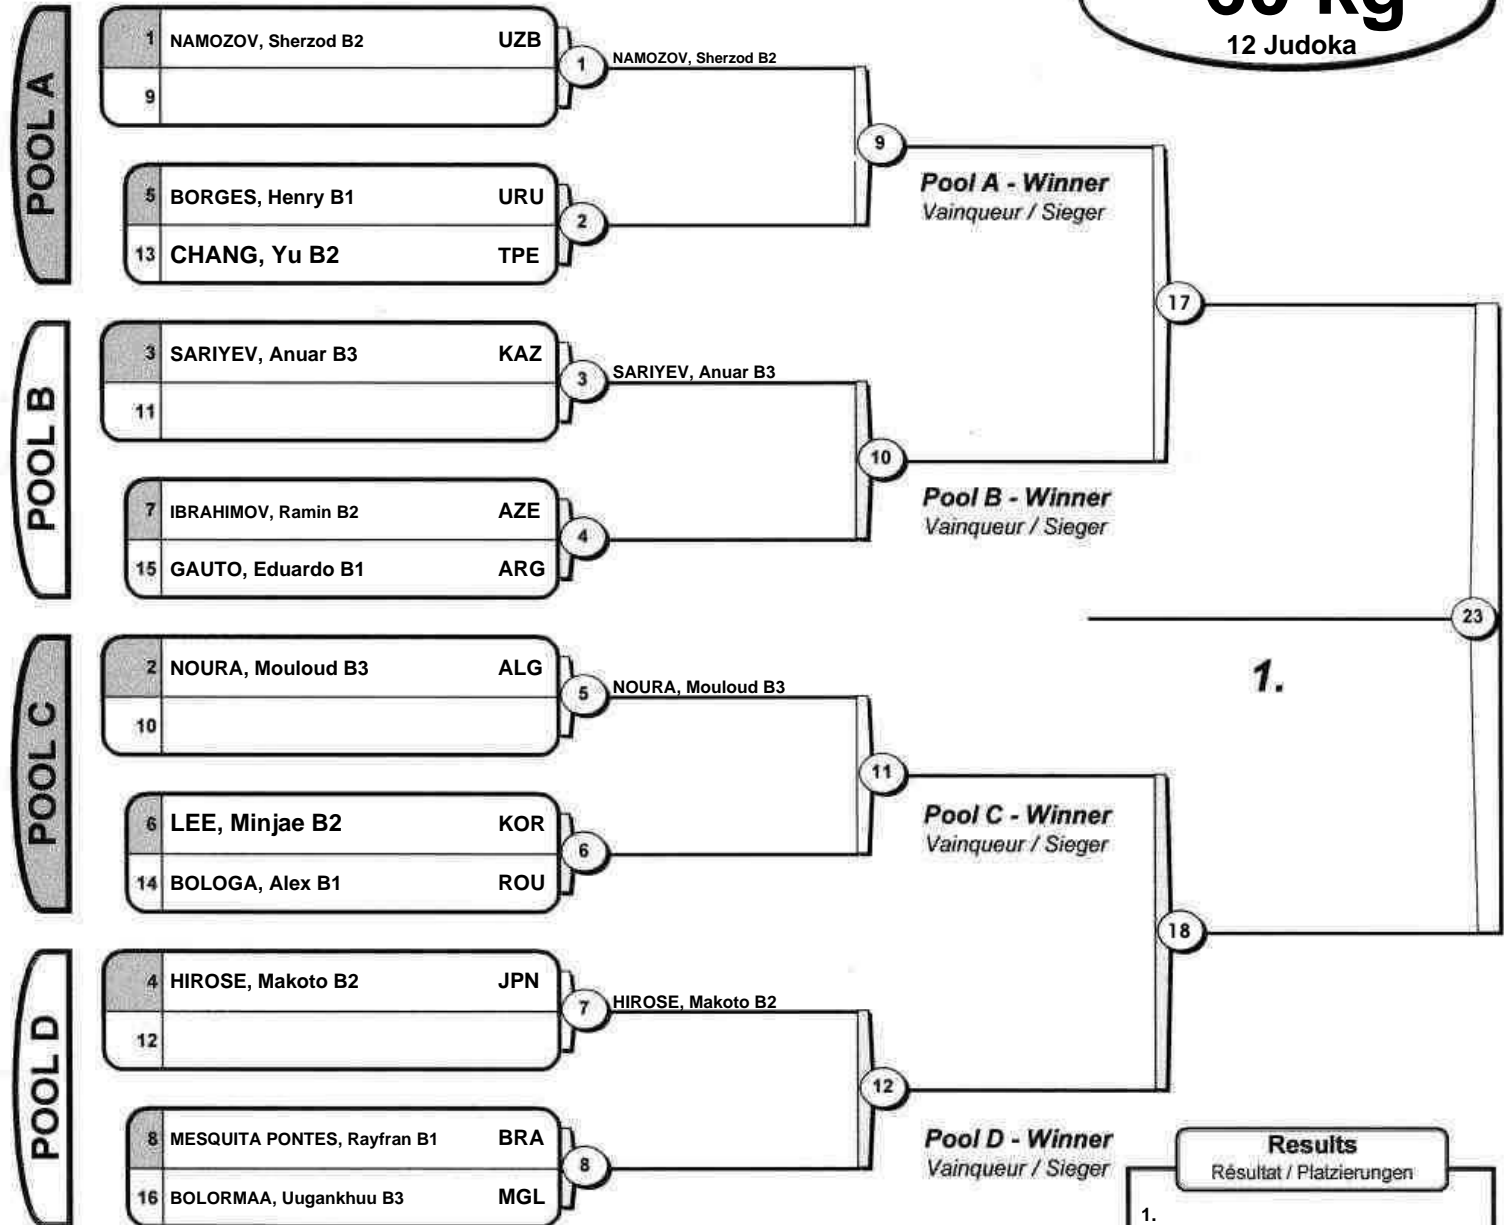 kg
12 Judoka
POOL A
1 NAMOZOV, Sherzod B2 UZB
9
1 NAMOZOV, Sherzod B2
5 BORGES, Henry B1 URU
13 CHANG, Yu B2 TPE
2
9
Pool A - Winner
Vainqueur / Sieger
POOL B
3 SARIYEV, Anuar B3 KAZ
11
3 SARIYEV, Anuar B3
7 IBRAHIMOV, Ramin B2 AZE
15 GAUTO, Eduardo B1 ARG
4
10
Pool B - Winner
Vainqueur / Sieger
17
POOL C
2 NOURA, Mouloud B3 ALG
10
5 NOURA, Mouloud B3
6 LEE, Minjae B2 KOR
14 BOLOGA, Alex B1 ROU
6
11
Pool C - Winner
Vainqueur / Sieger
23
1.
POOL D
4 HIROSE, Makoto B2 JPN
12
7 HIROSE, Makoto B2
8 MESQUITA PONTES, Rayfran B1 BRA
16 BOLORMAA, Uugankhuu B3 MGL
8
12
Pool D - Winner
Vainqueur / Sieger
18
Results
Résultat / Platzierungen
1.